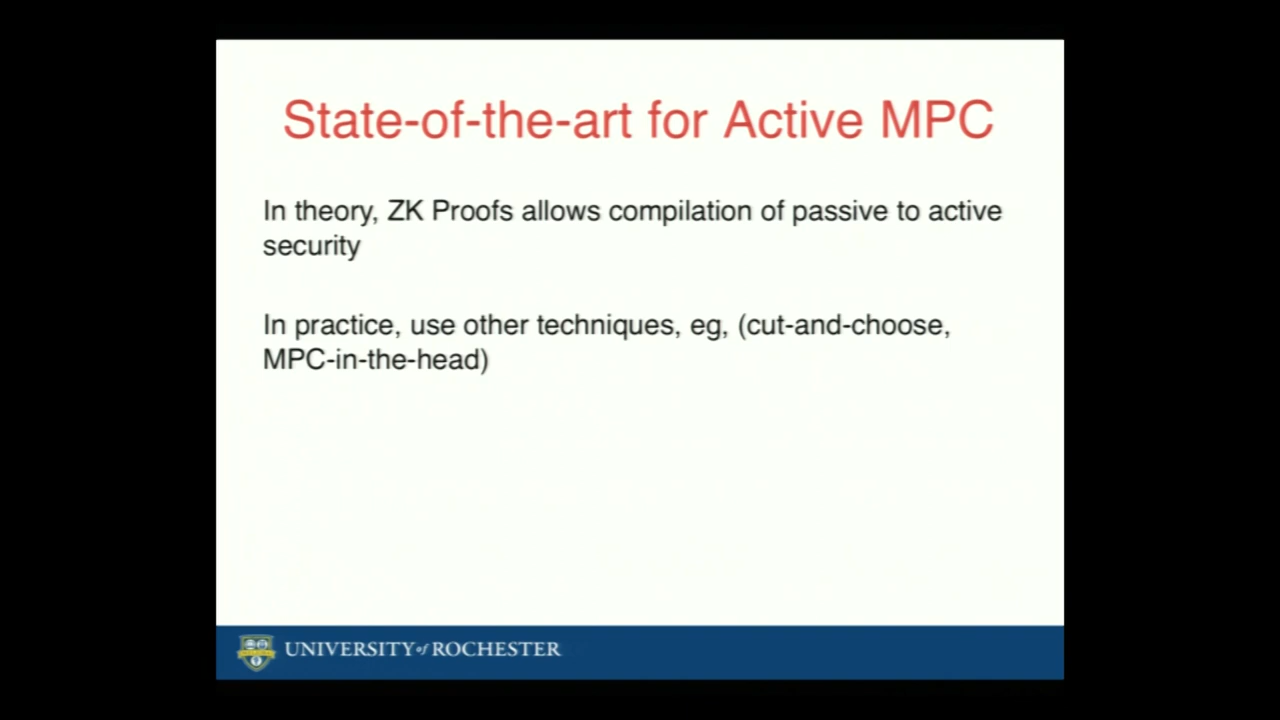 State-of-the-art for Active MPC
In theory, ZK Proofs allows compilation of passive to active
security
In practice, use other techniques, eg, (cut-and-choose,
MPC-in-the-head)
UNIVERSITY of ROCHESTER